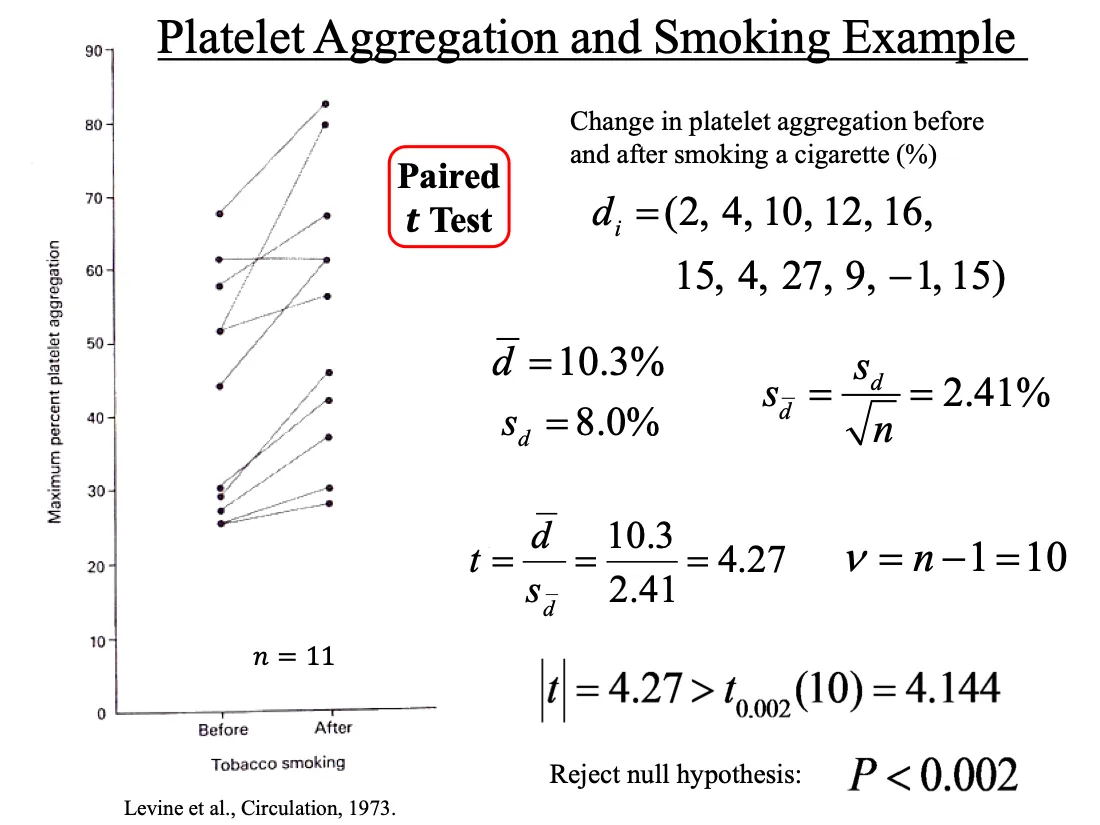 Platelet Aggregation and Smoking Example
90
80
70
60
50
40
30
20
10
0
Maximum percent platelet aggregation
n = 11
Before
After
Tobacco smoking
Levine et al., Circulation, 1973.
Paired
t Test
Change in platelet aggregation before
and after smoking a cigarette (%)
dᵢ = (2, 4, 10, 12, 16,
15, 4, 27, 9, −1, 15)
d̅ = 10.3%
s_d = 8.0%
s_d̅ = s_d / √n = 2.41%
t = d̅ / s_d̅ = 10.3 / 2.41 = 4.27
ν = n − 1 = 10
|t| = 4.27 > t₀.₀₀₂ (10) = 4.144
Reject null hypothesis: P < 0.002